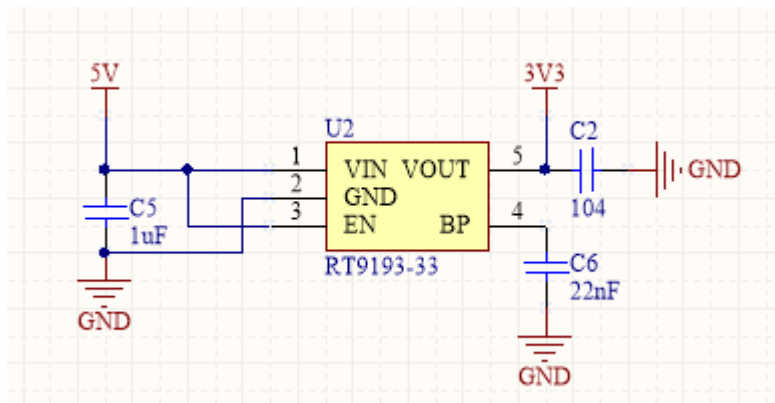 5V
3V3
U2
C2
1
VIN
VOUT
5
GND
2
GND
3
EN
BP
4
104
C5
1uF
RT9193-33
C6
22nF
GND
GND